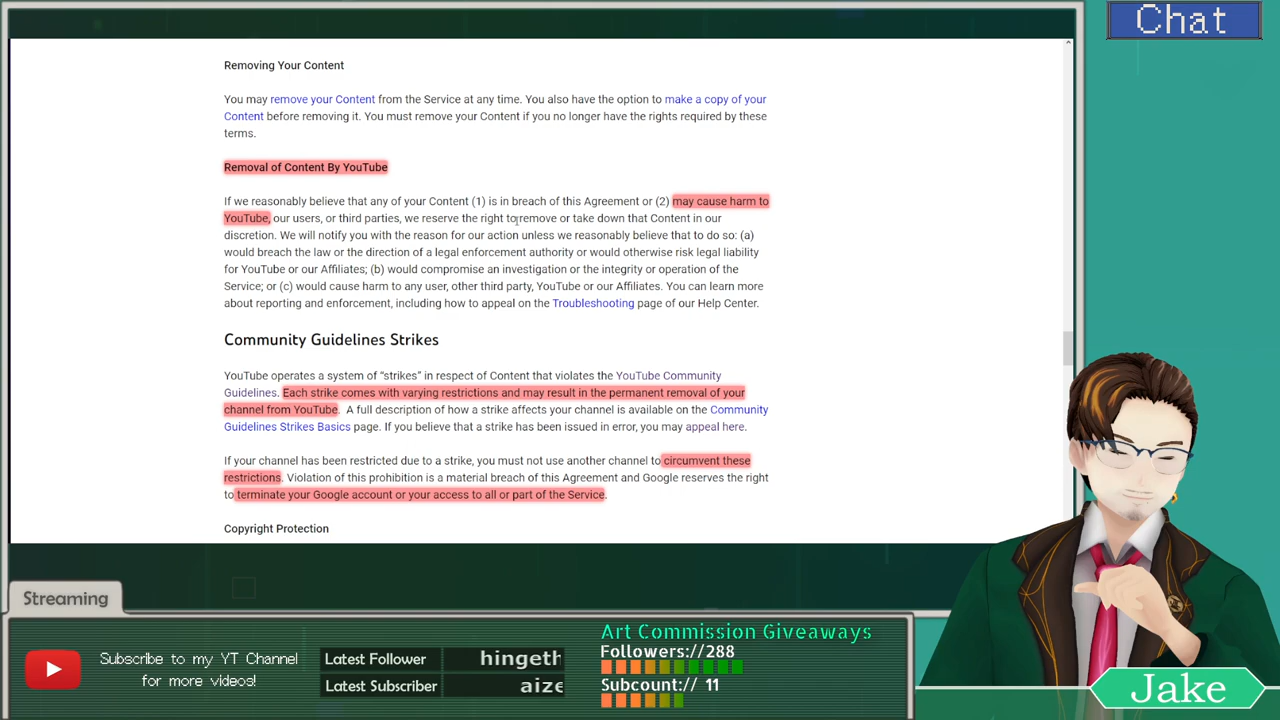 Chat
Removing Your Content
You may remove your Content from the Service at any time. You also have the option to make a copy of your
Content before removing it. You must remove your Content if you no longer have the rights required by these
terms.
Removal of Content By YouTube
If we reasonably believe that any of your Content (1) is in breach of this Agreement or (2) may cause harm to
YouTube, our users, or third parties, we reserve the right to remove or take down that Content in our
discretion. We will notify you with the reason for our action unless we reasonably believe that to do so: (a)
would breach the law or the direction of a legal enforcement authority or would otherwise risk legal liability
for YouTube or our Affiliates; (b) would compromise an investigation or the integrity or operation of the
Service; or (c) would cause harm to any user, other third party, YouTube or our Affiliates. You can learn more
about reporting and enforcement, including how to appeal on the Troubleshooting page of our Help Center.
Community Guidelines Strikes
YouTube operates a system of “strikes” in respect of Content that violates the YouTube Community
Guidelines. Each strike comes with varying restrictions and may result in the permanent removal of your
channel from YouTube. A full description of how a strike affects your channel is available on the Community
Guidelines Strikes Basics page. If you believe that a strike has been issued in error, you may appeal here.
If your channel has been restricted due to a strike, you must not use another channel to circumvent these
restrictions. Violation of this prohibition is a material breach of this Agreement and Google reserves the right
to terminate your Google account or your access to all or part of the Service.
Copyright Protection
Streaming
Subscribe to my YT Channel
for more videos!
Latest Follower hingeth
Latest Subscriber aize
Art Commission Giveaways
Followers://288
Subcount:// 11
Jake